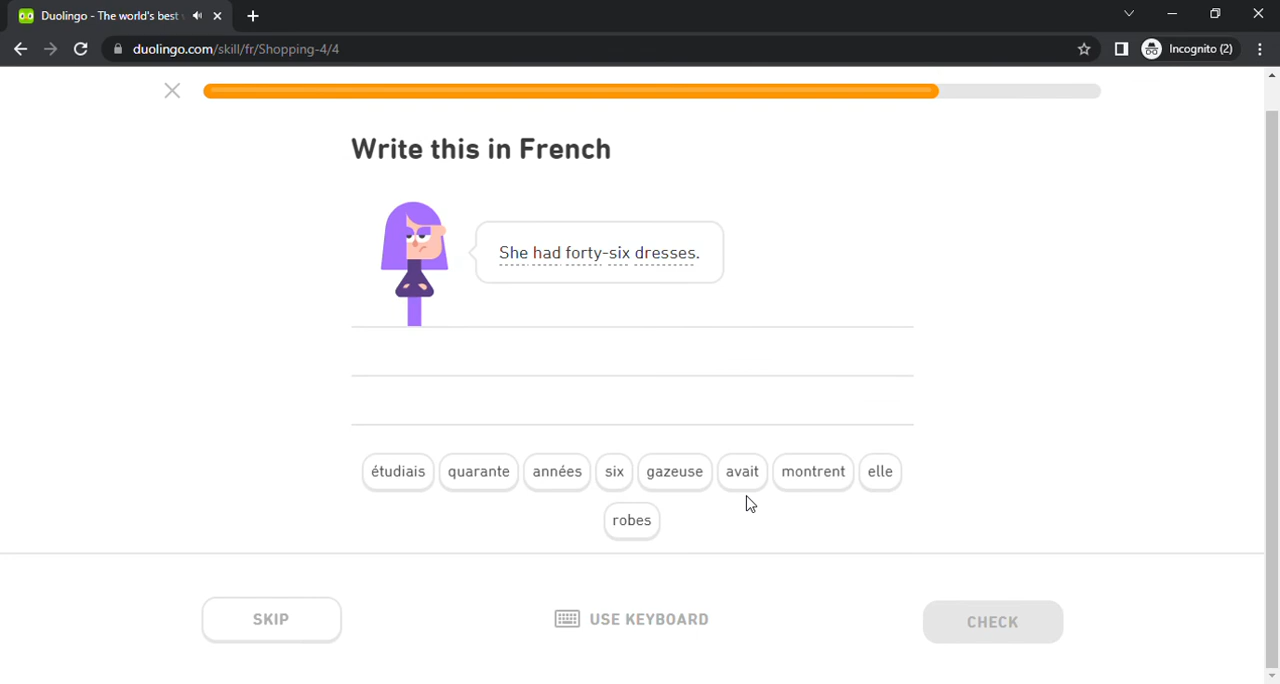 Duolingo - The world's best
duolingo.com/skill/fr/Shopping-4/4
Incognito (2)
Write this in French
She had forty-six dresses.
étudiais quarante années six gazeuse avait montrent elle
robes
SKIP
USE KEYBOARD
CHECK